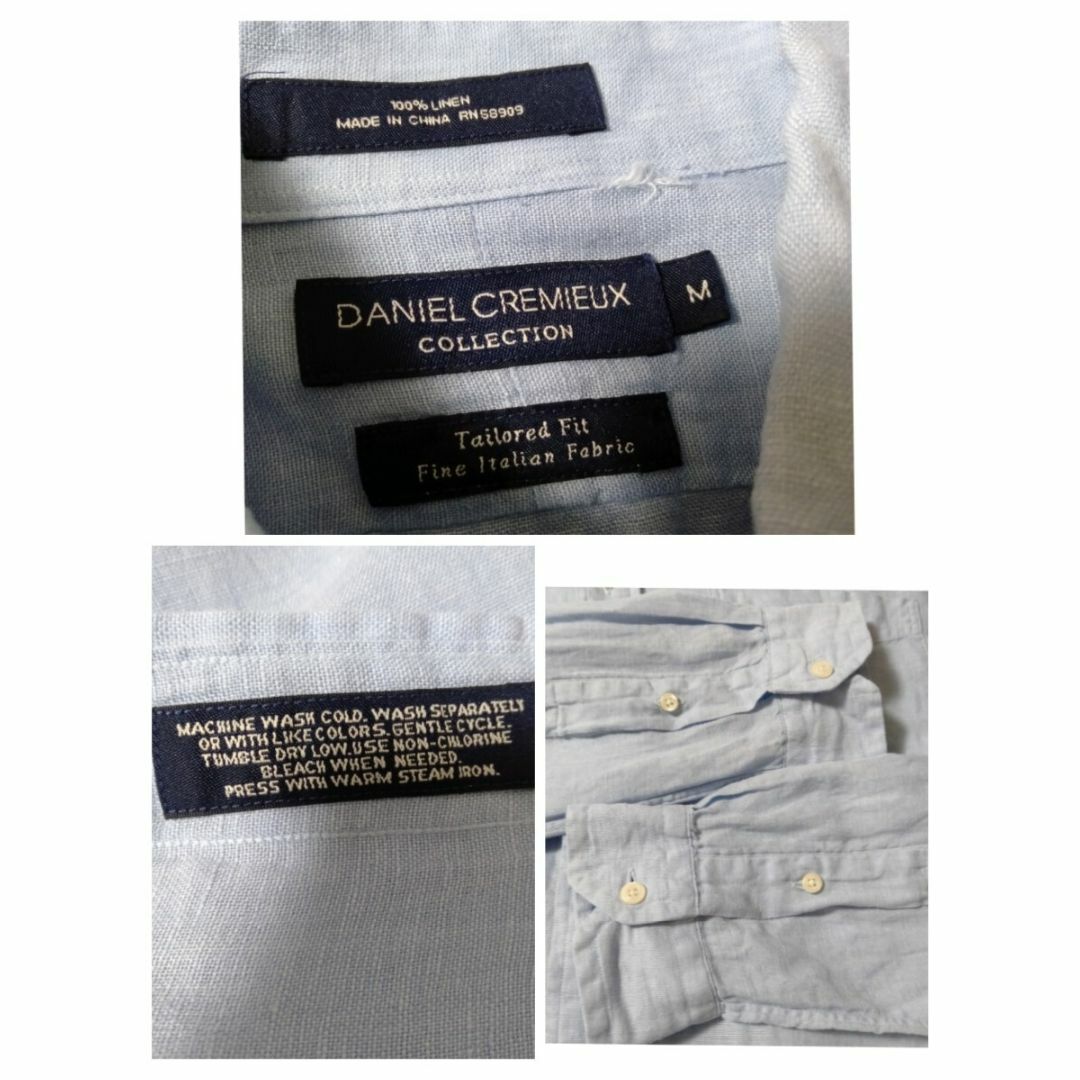 100% LINEN
MADE IN CHINA RN58909
DANIEL CREMIEUX
COLLECTION
M
Tailored Fit
Fine Italian Fabric
MACHINE WASH COLD. WASH SEPARATELY
OR WITH LIKE COLORS. GENTLE CYCLE.
TUMBLE DRY LOW. USE NON-CHLORINE
BLEACH WHEN NEEDED.
PRESS WITH WARM STEAM IRON.